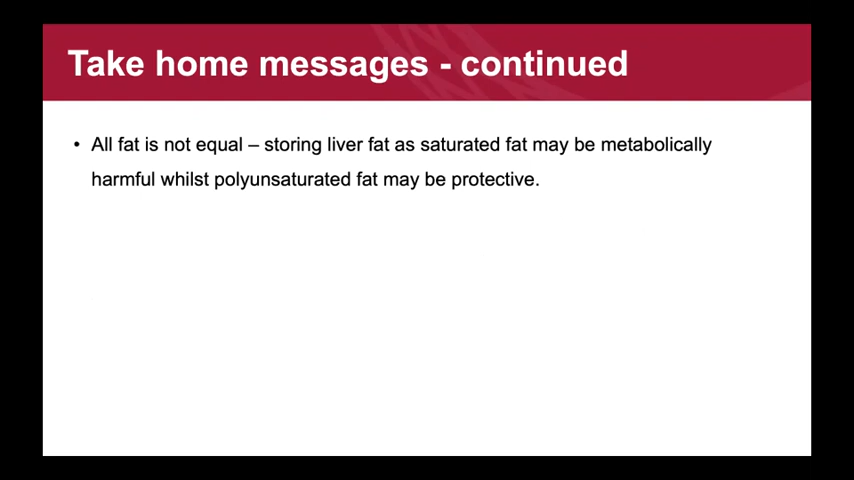 Take home messages - continued
• All fat is not equal – storing liver fat as saturated fat may be metabolically
harmful whilst polyunsaturated fat may be protective.